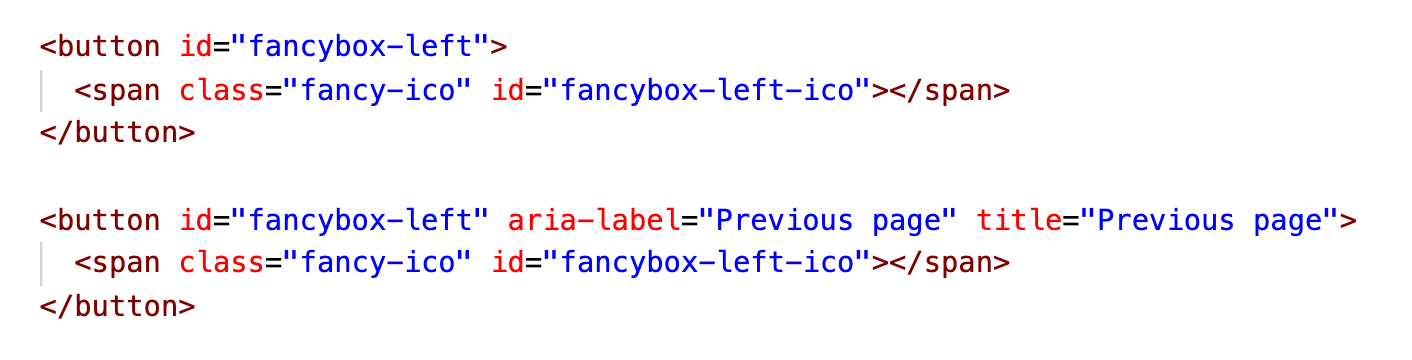 <button id="fancybox-left">
<span class="fancy-ico" id="fancybox-left-ico"></span>
</button>
<button id="fancybox-left" aria-label="Previous page" title="Previous page">
<span class="fancy-ico" id="fancybox-left-ico"></span>
</button>